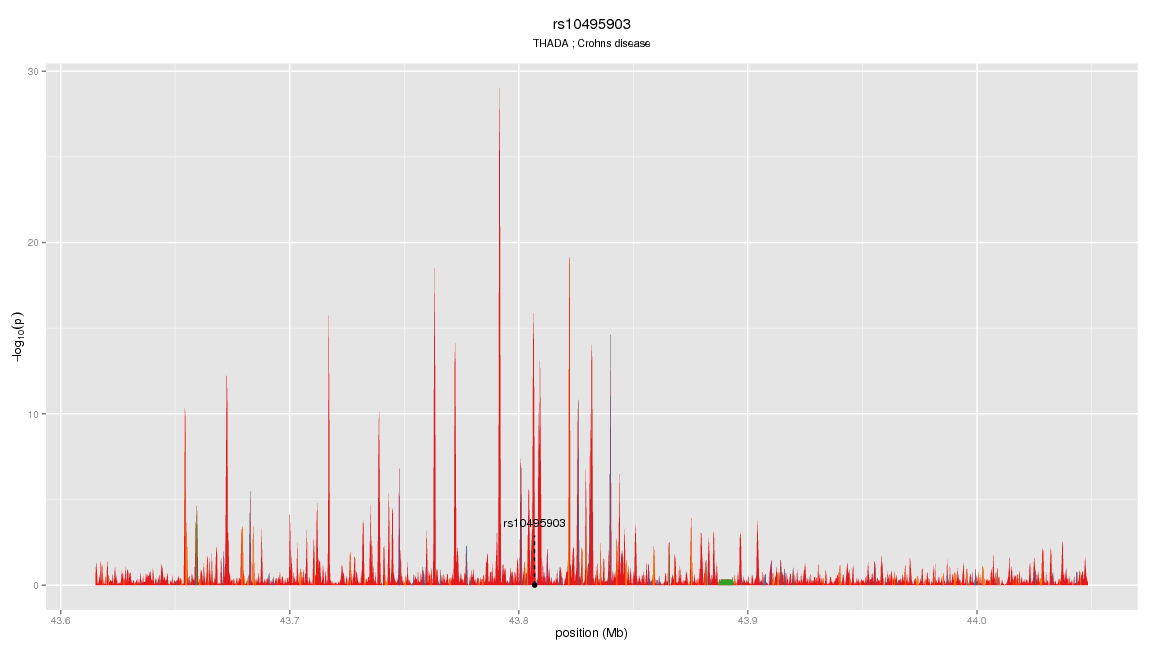 rs10495903
THADA ; Crohns disease
30
20
10
0
−log10(p)
rs10495903
43.6 43.7 43.8 43.9 44.0
position (Mb)